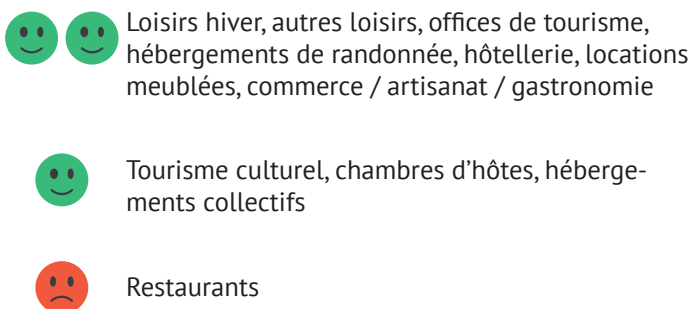 Loisirs hiver, autres loisirs, offices de tourisme,
hébergements de randonnée, hôtellerie, locations
meublées, commerce / artisanat / gastronomie
Tourisme culturel, chambres d’hôtes, héberge-
ments collectifs
Restaurants